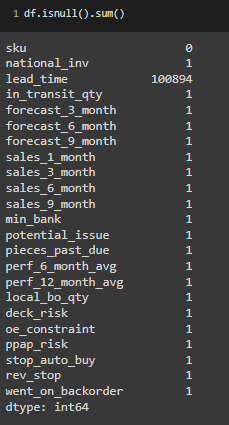 1 df.isnull().sum()
sku 0
national_inv 1
lead_time 100894
in_transit_qty 1
forecast_3_month 1
forecast_6_month 1
forecast_9_month 1
sales_1_month 1
sales_3_month 1
sales_6_month 1
sales_9_month 1
min_bank 1
potential_issue 1
pieces_past_due 1
perf_6_month_avg 1
perf_12_month_avg 1
local_bo_qty 1
deck_risk 1
oe_constraint 1
ppap_risk 1
stop_auto_buy 1
rev_stop 1
went_on_backorder 1
dtype: int64